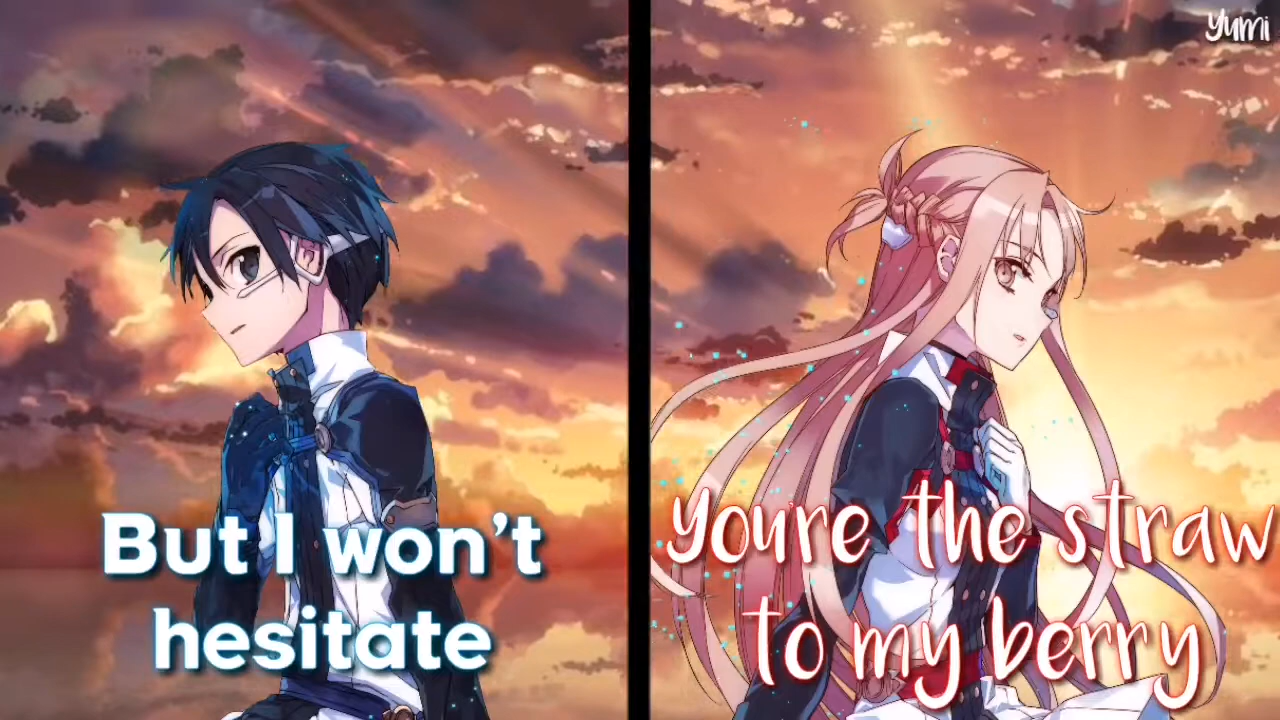 Yumi
But I won't
hesitate
Youre the straw
to my berry